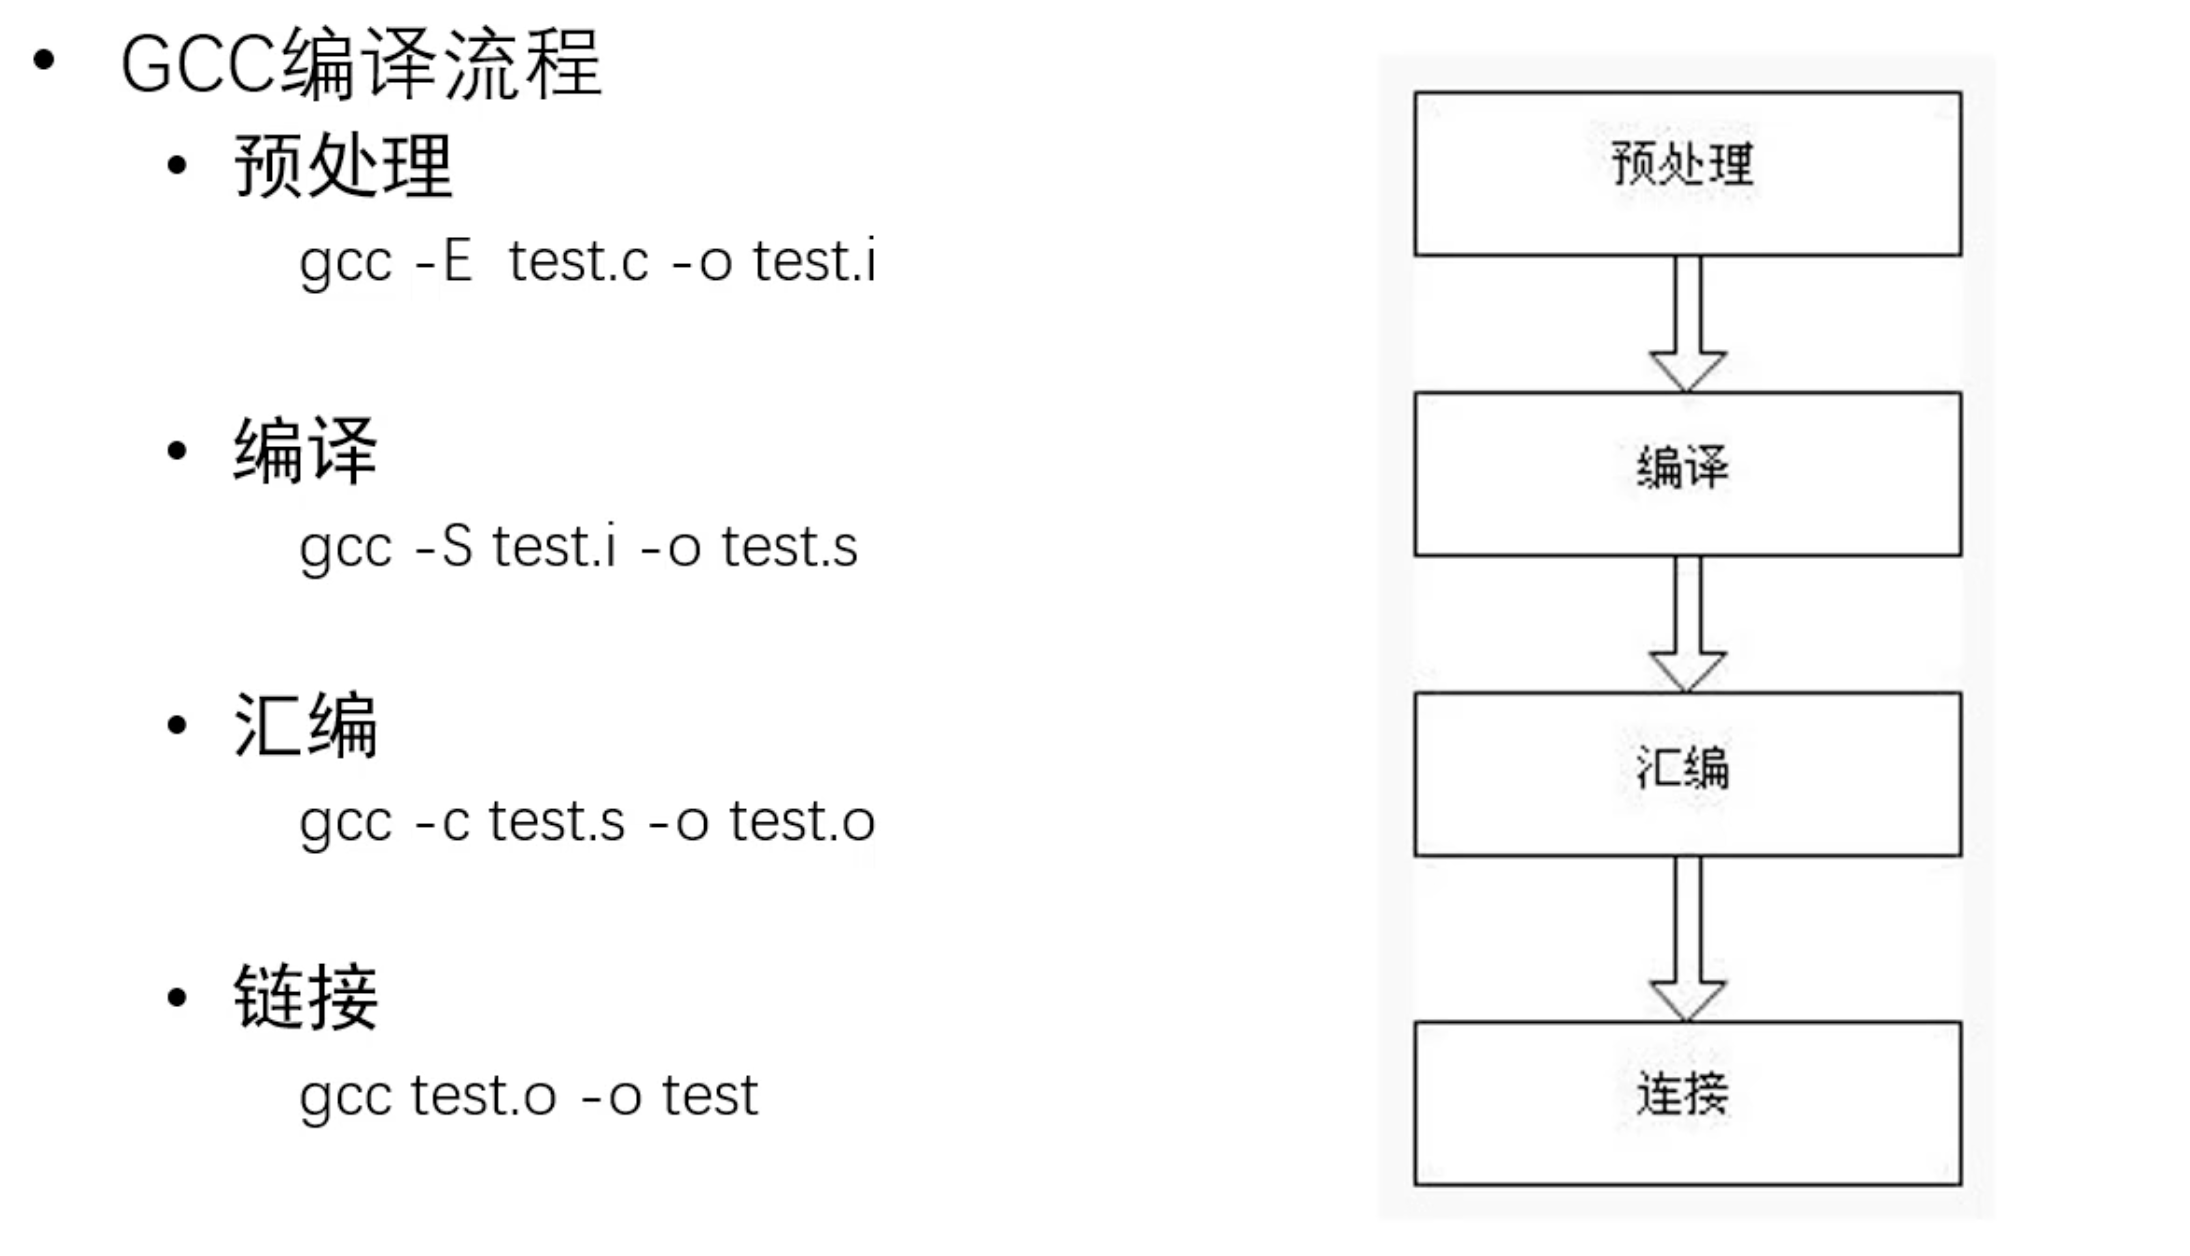 • GCC编译流程
• 预处理
gcc -E  test.c -o test.i
• 编译
gcc -S test.i -o test.s
• 汇编
gcc -c test.s -o test.o
• 链接
gcc test.o -o test
预处理
编译
汇编
连接